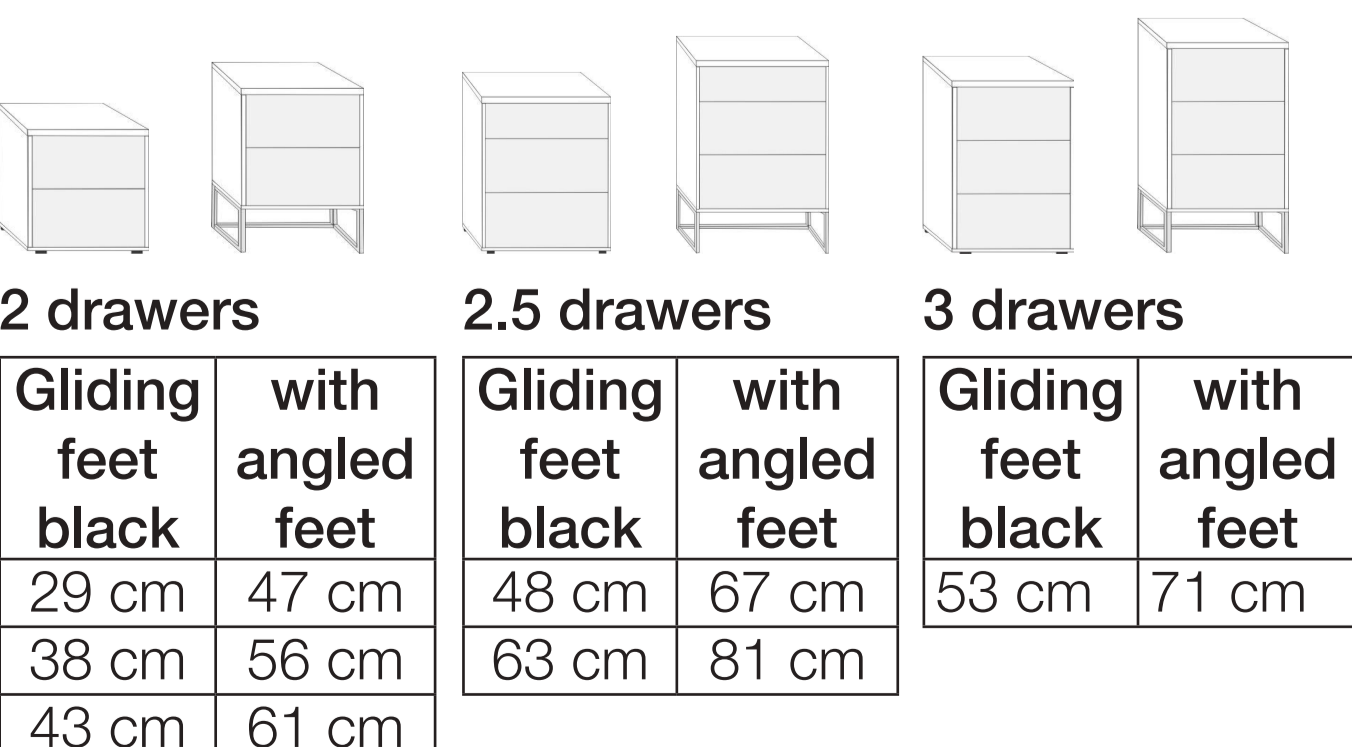 2 drawers
Gliding feet black
with angled feet
29 cm 47 cm
38 cm 56 cm
43 cm 61 cm
2.5 drawers
Gliding feet black
with angled feet
48 cm 67 cm
63 cm 81 cm
3 drawers
Gliding feet black
with angled feet
53 cm 71 cm